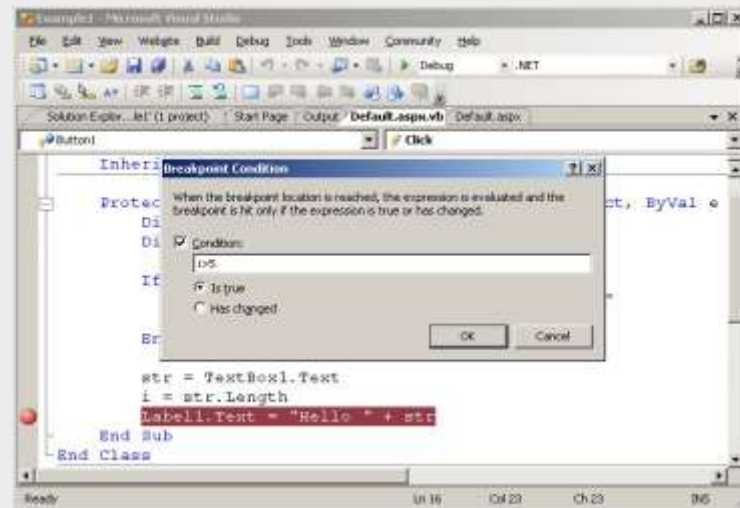 Example1 - Microsoft Visual Studio
File Edit View Website Build Debug Tools Window Community Help
Debug .NET
Solution Explor...let' (1 project) Start Page Output Default.aspx.vb Default.aspx
Button1 Click
Inheri
Breakpoint Condition
When the breakpoint location is reached, the expression is evaluated and the
breakpoint is hit only if the expression is true or has changed.
Protec ct, ByVal e
Di
Di
Condition:
i>5
If
Is true
Has changed
OK Cancel
str = TextBox1.Text
i = str.Length
Label1.Text = "Hello " + str
End Sub
End Class
Ready Ln 16 Col 23 Ch 23 INS